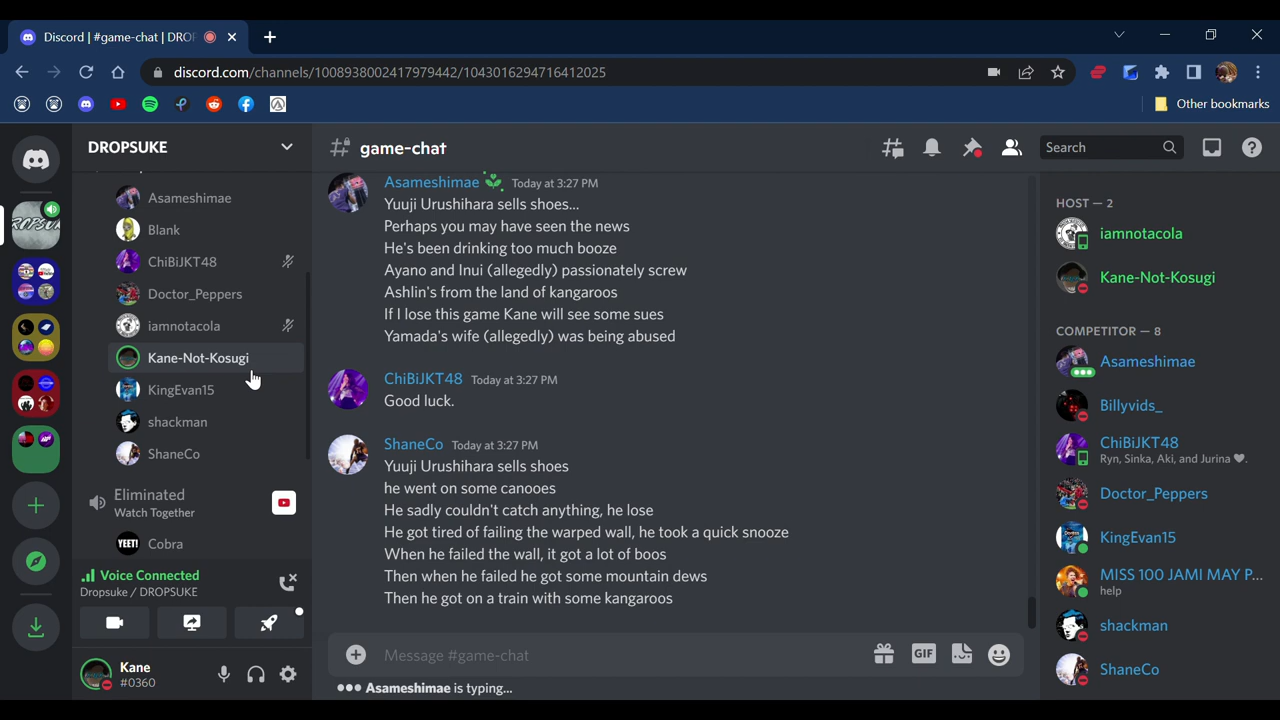 Discord | #game-chat | DRO
discord.com/channels/1008938002417979442/1043016294716412025
Other bookmarks
DROPSUKE
Asameshimae
Blank
ChiBiJKT48
Doctor_Peppers
iamnotacola
Kane-Not-Kosugi
KingEvan15
shackman
ShaneCo
Eliminated
Watch Together
YEET!
Cobra
Voice Connected
Dropsuke / DROPSUKE
Kane
#0360
game-chat
Search
Asameshimae Today at 3:27 PM
Yuuji Urushihara sells shoes...
Perhaps you may have seen the news
He's been drinking too much booze
Ayano and Inui (allegedly) passionately screw
Ashlin's from the land of kangaroos
If I lose this game Kane will see some sues
Yamada's wife (allegedly) was being abused
ChiBiJKT48 Today at 3:27 PM
Good luck.
ShaneCo Today at 3:27 PM
Yuuji Urushihara sells shoes
he went on some canooes
He sadly couldn't catch anything, he lose
He got tired of failing the warped wall, he took a quick snooze
When he failed the wall, it got a lot of boos
Then when he failed he got some mountain dews
Then he got on a train with some kangaroos
Message #game-chat
GIF
Asameshimae is typing...
HOST — 2
iamnotacola
Kane-Not-Kosugi
COMPETITOR — 8
Asameshimae
Billyvids_
ChiBiJKT48
Ryn, Sinka, Aki, and Jurina
Doctor_Peppers
KingEvan15
MISS 100 JAMI MAY P...
help
shackman
ShaneCo